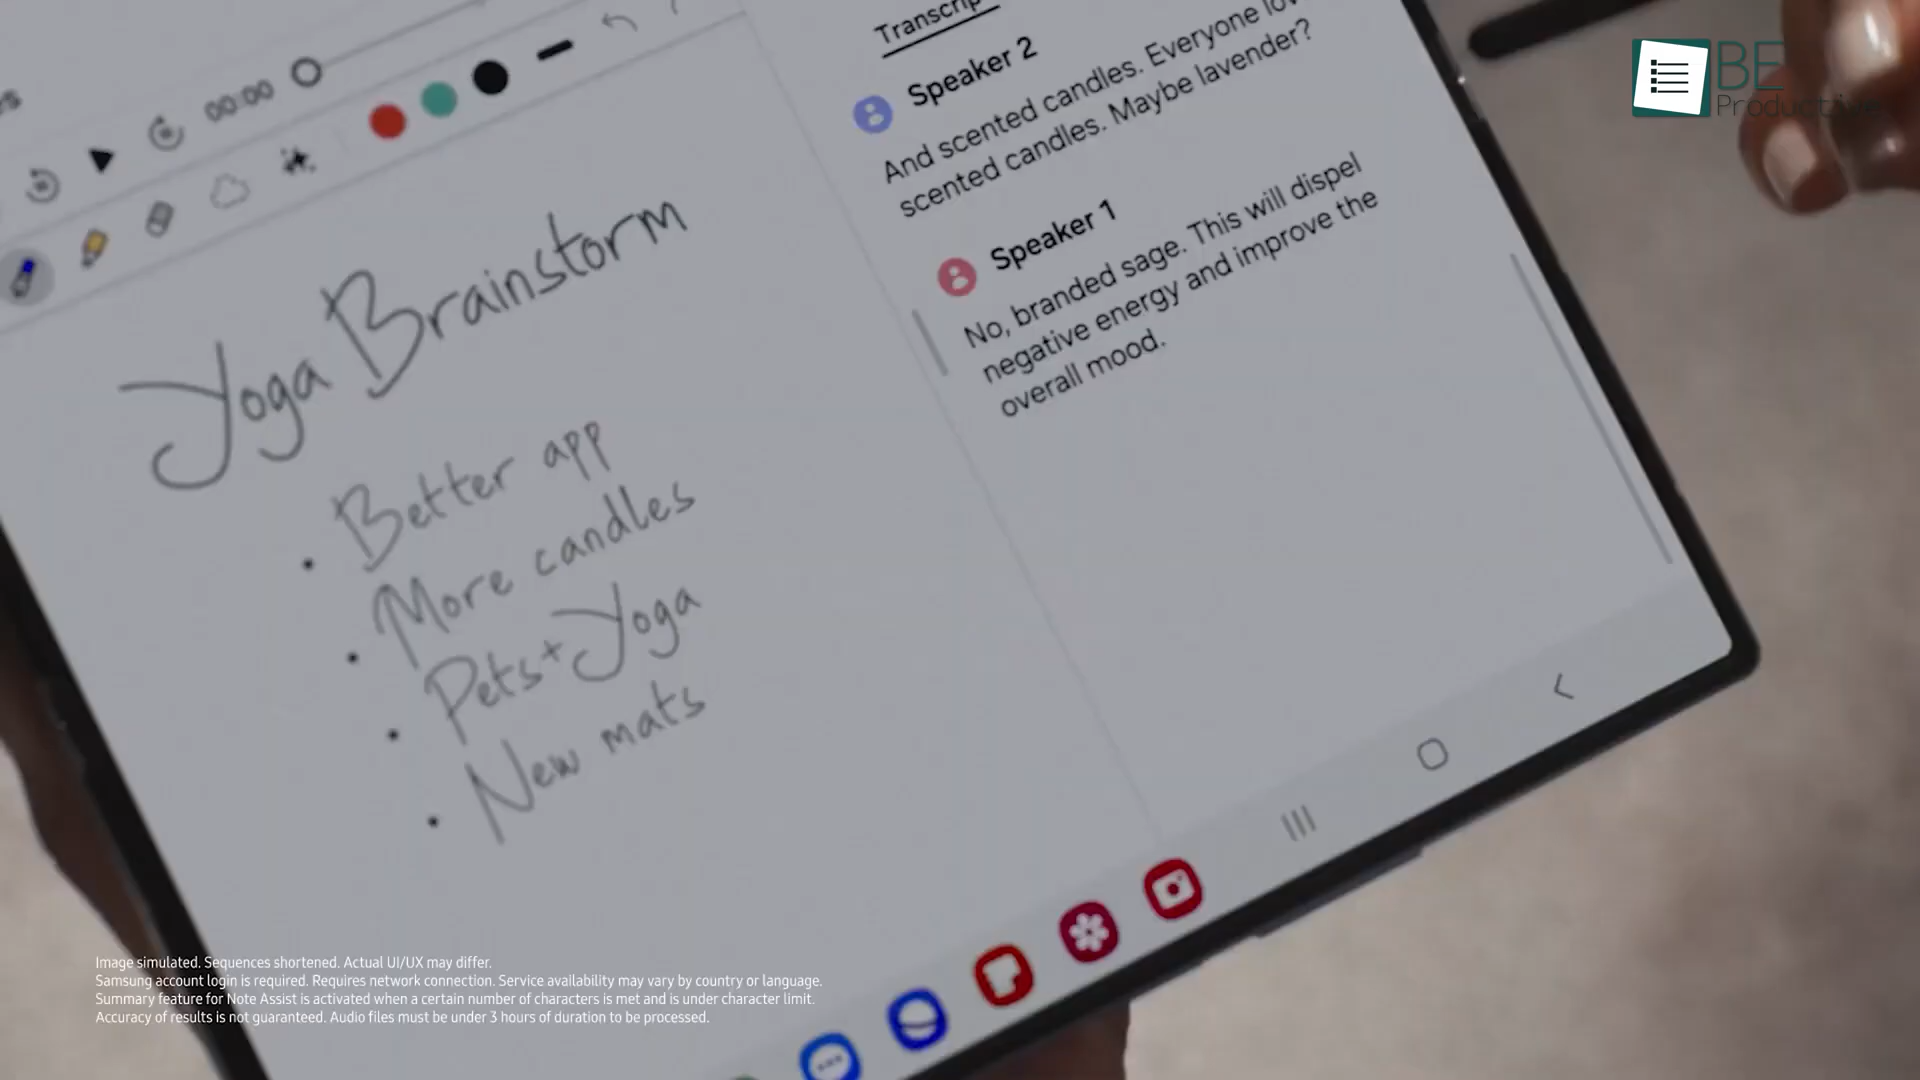 00:00
Yoga Brainstorm
• Better app
• More candles
• Pets+Yoga
• New mats
Speaker 2
And scented candles. Everyone
scented candles. Maybe lavender?
Speaker 1
No, branded sage. This will dispel
negative energy and improve the
overall mood.
BE
Productive
Image simulated. Sequences shortened. Actual UI/UX may differ.
Samsung account login is required. Requires network connection. Service availability may vary by country or language.
Summary feature for Note Assist is activated when a certain number of characters is met and is under character limit.
Accuracy of results is not guaranteed. Audio files must be under 3 hours of duration to be processed.